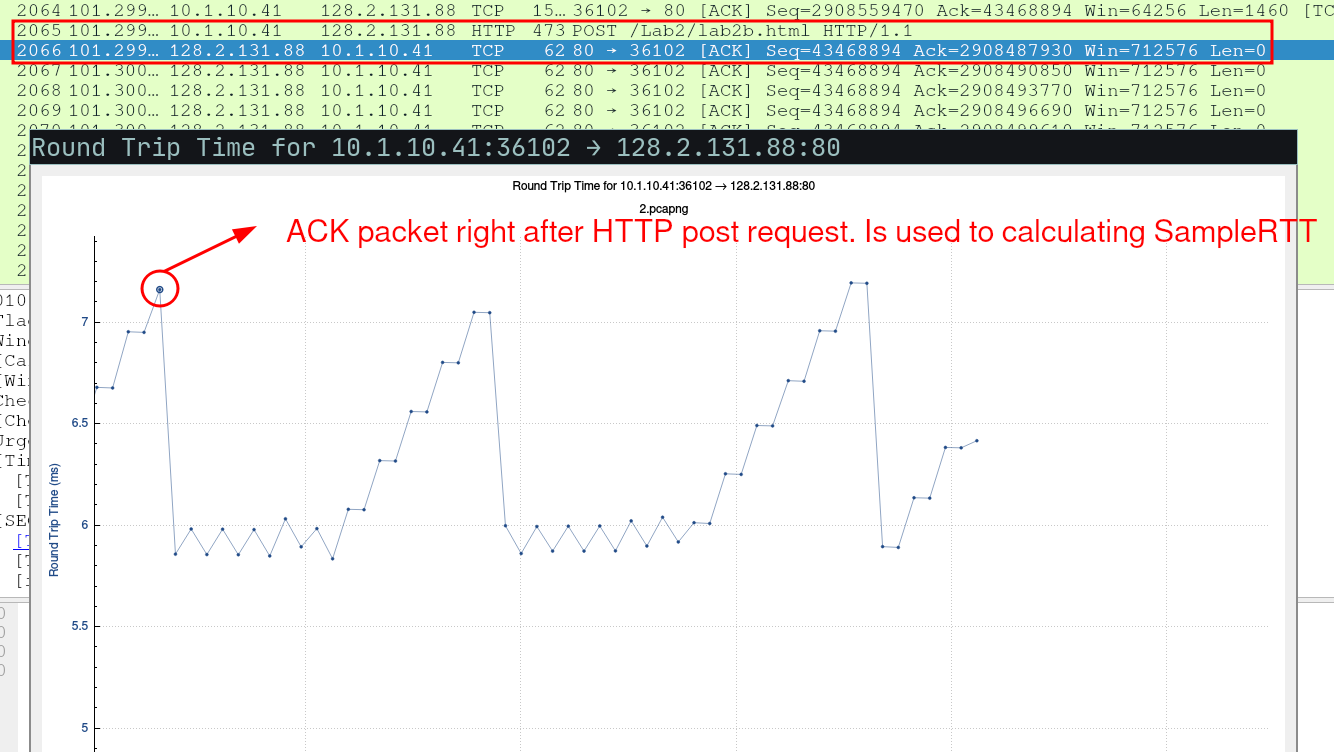 2064 101.299… 10.1.10.41 128.2.131.88 TCP 15… 36102 → 80 [ACK] Seq=2908559470 Ack=43468894 Win=64256 Len=1460 [TC
2065 101.299… 10.1.10.41 128.2.131.88 HTTP 473 POST /Lab2/lab2b.html HTTP/1.1
2066 101.299… 128.2.131.88 10.1.10.41 TCP 62 80 → 36102 [ACK] Seq=43468894 Ack=2908487930 Win=712576 Len=0
2067 101.300… 128.2.131.88 10.1.10.41 TCP 62 80 → 36102 [ACK] Seq=43468894 Ack=2908490850 Win=712576 Len=0
2068 101.300… 128.2.131.88 10.1.10.41 TCP 62 80 → 36102 [ACK] Seq=43468894 Ack=2908493770 Win=712576 Len=0
2069 101.300… 128.2.131.88 10.1.10.41 TCP 62 80 → 36102 [ACK] Seq=43468894 Ack=2908496690 Win=712576 Len=0
Round Trip Time for 10.1.10.41:36102 → 128.2.131.88:80
Round Trip Time for 10.1.10.41:36102 → 128.2.131.88:80
2.pcapng
ACK packet right after HTTP post request. Is used to calculating SampleRTT
7
6.5
6
5.5
5
Round Trip Time (ms)